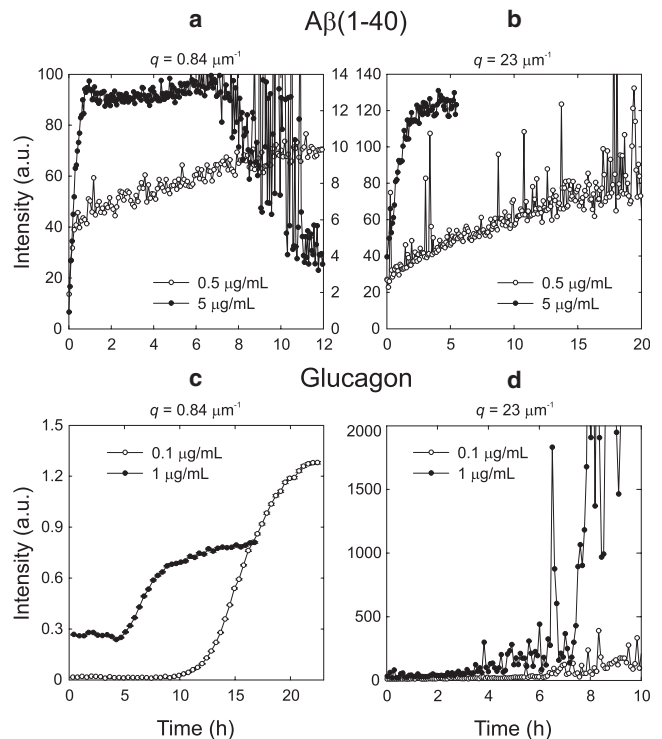 a Aβ(1-40) b
q = 0.84 μm⁻¹ q = 23 μm⁻¹
100 14 140
80 12 120
60 10 100
40 8 80
20 6 60
0 4 40
2 20
0 0
Intensity (a.u.)
0.5 μg/mL
5 μg/mL
0.5 μg/mL
5 μg/mL
0 2 4 6 8 10 12 0 5 10 15 20
c Glucagon d
q = 0.84 μm⁻¹ q = 23 μm⁻¹
1.5 2000
1.2 1500
0.9 1000
0.6 500
0.3 0
0
Intensity (a.u.)
0.1 μg/mL
1 μg/mL
0.1 μg/mL
1 μg/mL
0 5 10 15 20 0 2 4 6 8 10
Time (h) Time (h)